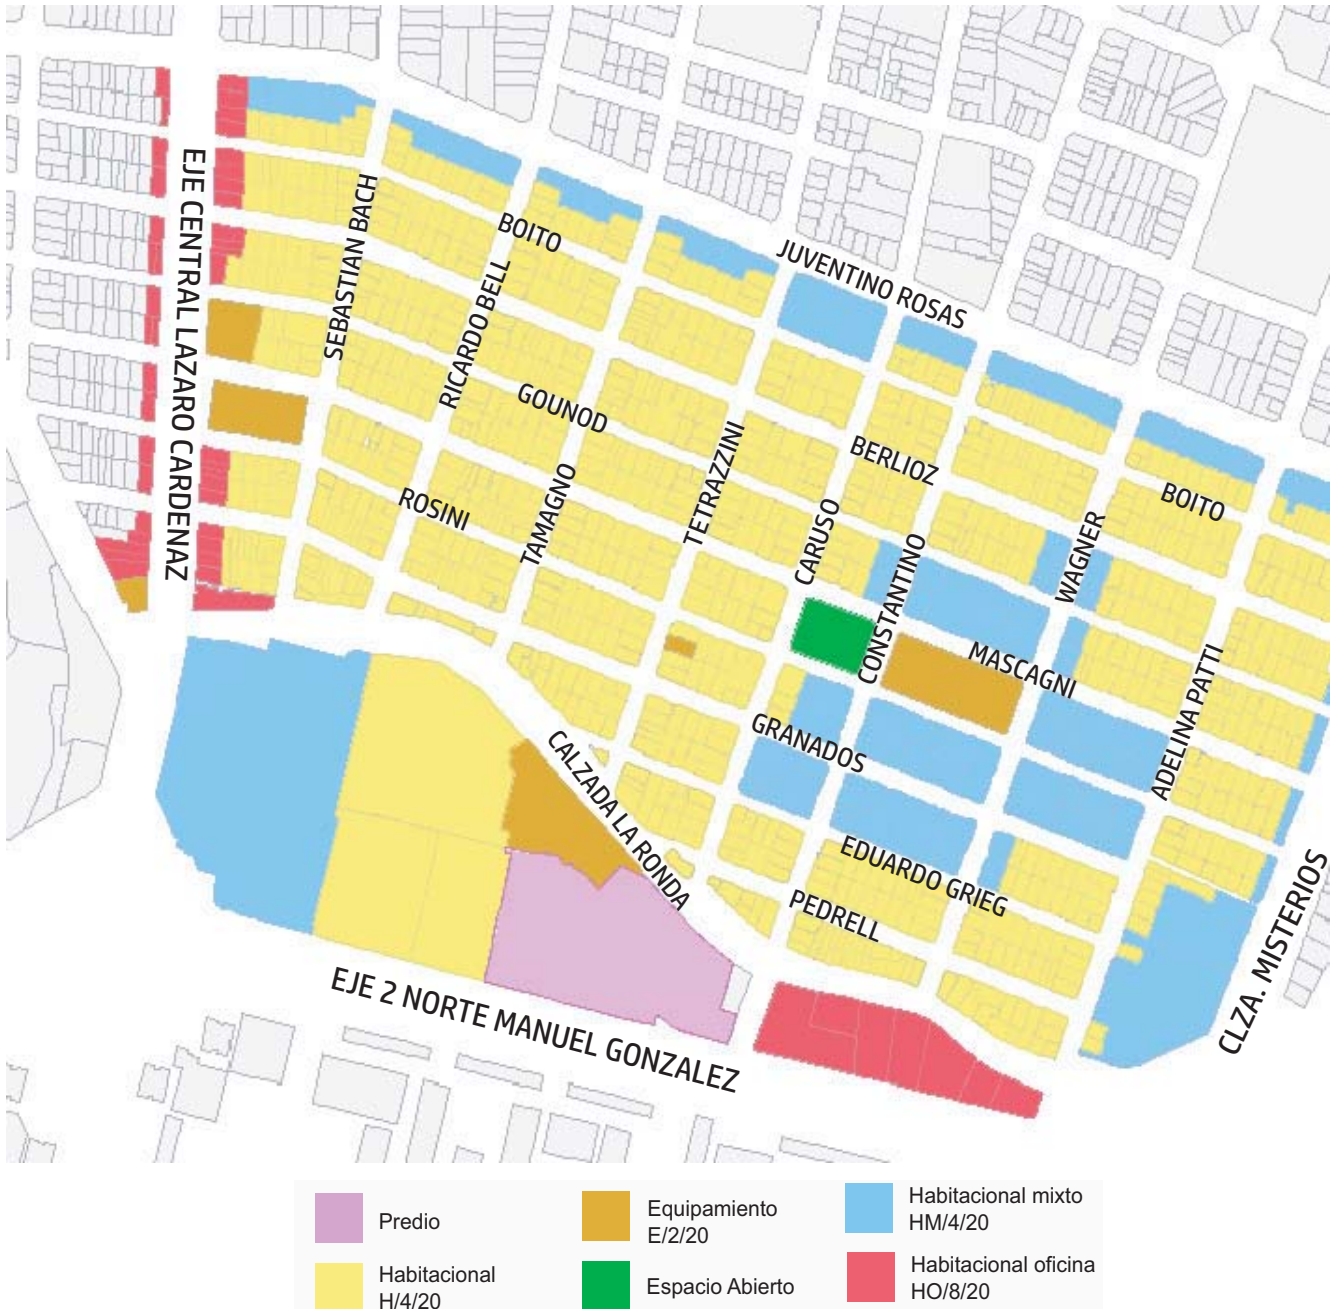 EJE CENTRAL LAZARO CARDENAZ
SEBASTIAN BACH
RICARDO BELL
BOITO
JUVENTINO ROSAS
GOUNOD
ROSINI
TAMAGNO
TETRAZZINI
BERLIOZ
CARUSO
CONSTANTINO
WAGNER
BOITO
MASCAGNI
ADELINA PATTI
GRANADOS
CALZADA LA RONDA
EDUARDO GRIEG
PEDRELL
CLZA. MISTERIOS
EJE 2 NORTE MANUEL GONZALEZ
Predio
Habitacional
H/4/20
Equipamiento
E/2/20
Espacio Abierto
Habitacional mixto
HM/4/20
Habitacional oficina
HO/8/20